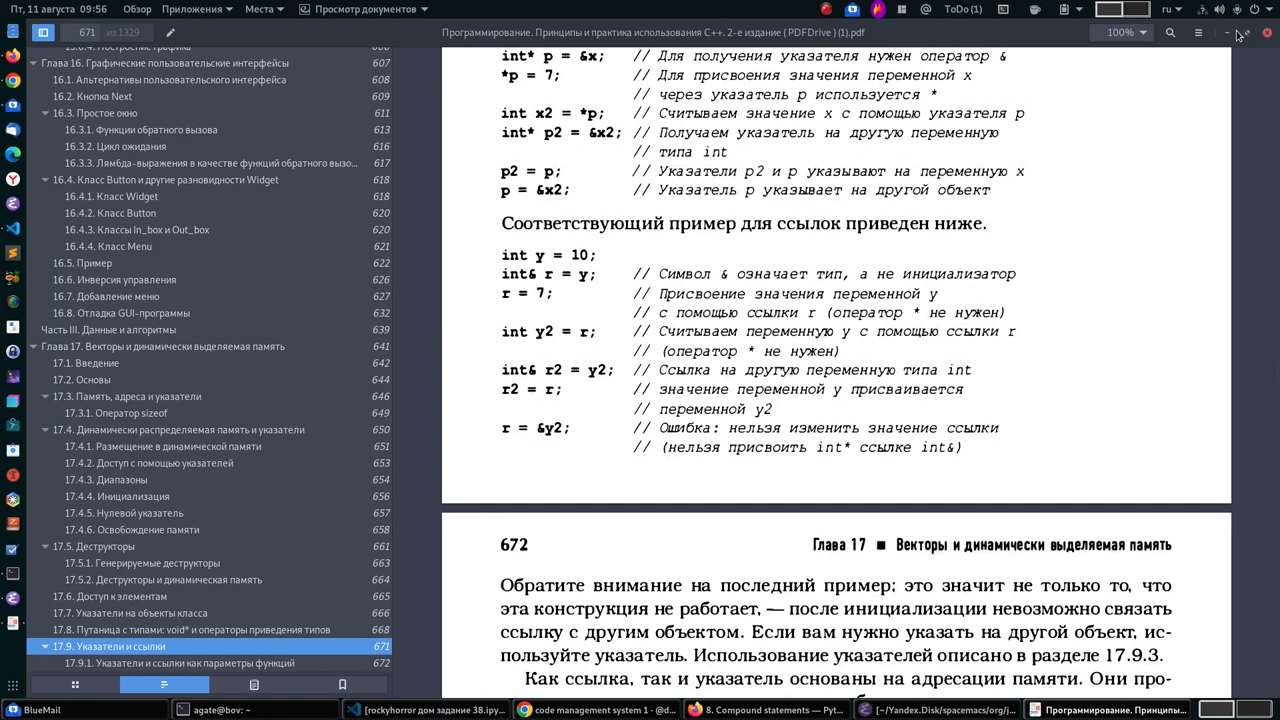 Пт, 11 августа 09:56
Приложения
Места
Просмотр документов
ToDo (1)
ru
671 из 1329
Программирование. Принципы и практика использования C++. 2-е издание ( PDFDrive ) (1).pdf
100%
Глава 16. Графические пользовательские интерфейсы 607
16.1. Альтернативы пользовательского интерфейса 608
16.2. Кнопка Next 609
16.3. Простое окно 611
16.3.1. Функции обратного вызова 613
16.3.2. Цикл ожидания 616
16.3.3. Лямбда-выражения в качестве функций обратного вызо... 617
16.4. Класс Button и другие разновидности Widget 618
16.4.1. Класс Widget 618
16.4.2. Класс Button 620
16.4.3. Классы In_box и Out_box 620
16.4.4. Класс Menu 621
16.5. Пример 622
16.6. Инверсия управления 626
16.7. Добавление меню 627
16.8. Отладка GUI-программы 632
Часть III. Данные и алгоритмы 639
Глава 17. Векторы и динамически выделяемая память 641
17.1. Введение 642
17.2. Основы 644
17.3. Память, адреса и указатели 646
17.3.1. Оператор sizeof 649
17.4. Динамически распределяемая память и указатели 650
17.4.1. Размещение в динамической памяти 651
17.4.2. Доступ с помощью указателей 653
17.4.3. Диапазоны 654
17.4.4. Инициализация 656
17.4.5. Нулевой указатель 657
17.4.6. Освобождение памяти 658
17.5. Деструкторы 661
17.5.1. Генерируемые деструкторы 663
17.5.2. Деструкторы и динамическая память 664
17.6. Доступ к элементам 665
17.7. Указатели на объекты класса 666
17.8. Путаница с типами: void* и операторы приведения типов 668
17.9. Указатели и ссылки 671
17.9.1. Указатели и ссылки как параметры функций 672
int* p = &x; // Для получения указателя нужен оператор &
*p = 7; // Для присвоения значения переменной x
// через указатель p используется *
int x2 = *p; // Считываем значение x с помощью указателя p
int* p2 = &x2; // Получаем указатель на другую переменную
// типа int
p2 = p; // Указатели p2 и p указывают на переменную x
p = &x2; // Указатель p указывает на другой объект
Соответствующий пример для ссылок приведен ниже.
int y = 10;
int& r = y; // Символ & означает тип, а не инициализатор
r = 7; // Присвоение значения переменной y
// с помощью ссылки r (оператор * не нужен)
int y2 = r; // Считываем переменную y с помощью ссылки r
// (оператор * не нужен)
int& r2 = y2; // Ссылка на другую переменную типа int
r2 = r; // значение переменной y присваивается
// переменной y2
r = &y2; // Ошибка: нельзя изменить значение ссылки
// (нельзя присвоить int* ссылке int&)
672 Глава 17 ■ Векторы и динамически выделяемая память
Обратите внимание на последний пример; это значит не только то, что
эта конструкция не работает, — после инициализации невозможно связать
ссылку с другим объектом. Если вам нужно указать на другой объект, ис-
пользуйте указатель. Использование указателей описано в разделе 17.9.3.
Как ссылка, так и указатель основаны на адресации памяти. Они про-
BlueMail
agate@bov: ~
[rockyhorror дом задание 38.ipy...
code management system 1 · @d...
8. Compound statements — Pyt...
[~/Yandex.Disk/spacemacs/org/j...
Программирование. Принципы...